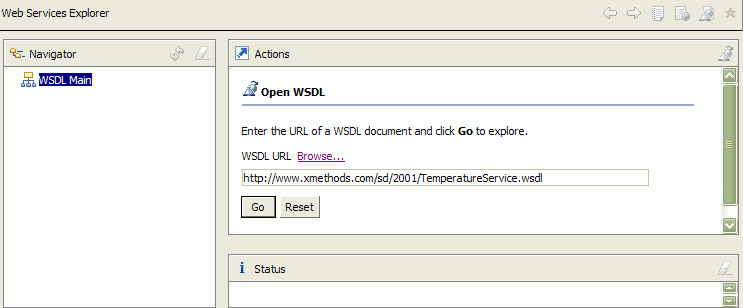 Web Services Explorer
Navigator
WSDL Main
Actions
Open WSDL
Enter the URL of a WSDL document and click Go to explore.
WSDL URL Browse...
http://www.xmethods.com/sd/2001/TemperatureService.wsdl
Go Reset
Status